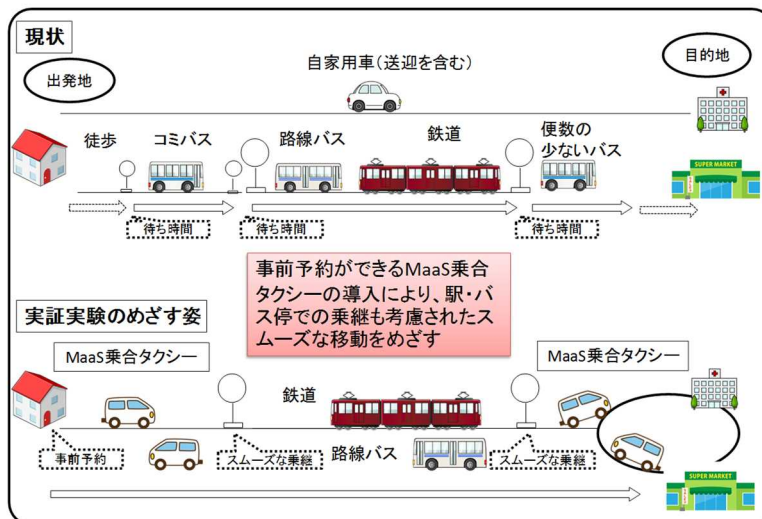 現状
出発地
自家用車(送迎を含む)
目的地
徒歩
コミバス
路線バス
鉄道
便数の
少ないバス
SUPER MARKET
待ち時間
待ち時間
待ち時間
事前予約ができるMaaS乗合
タクシーの導入により、駅・バ
ス停での乗継も考慮されたス
ムーズな移動をめざす
実証実験のめざす姿
MaaS乗合タクシー
MaaS乗合タクシー
鉄道
事前予約
スムーズな乗継
路線バス
スムーズな乗継
SUPER MARKET